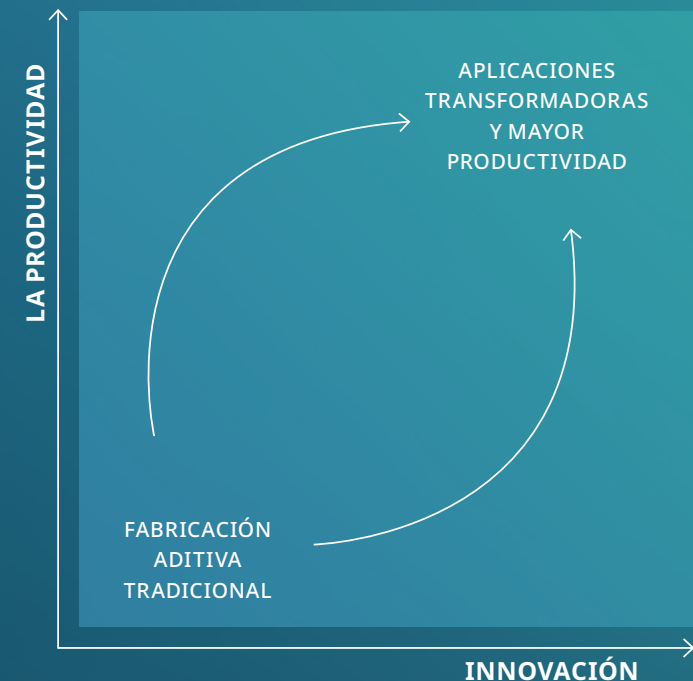 LA PRODUCTIVIDAD
APLICACIONES
TRANSFORMADORAS
Y MAYOR
PRODUCTIVIDAD
FABRICACIÓN
ADITIVA
TRADICIONAL
INNOVACIÓN